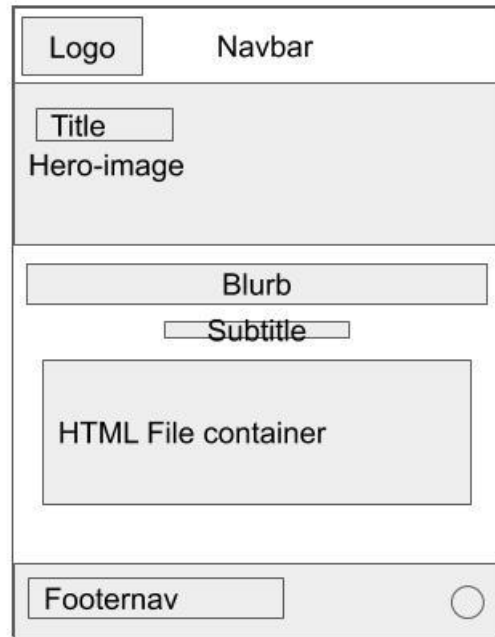 Logo
Navbar
Title
Hero-image
Blurb
Subtitle
HTML File container
Footernav